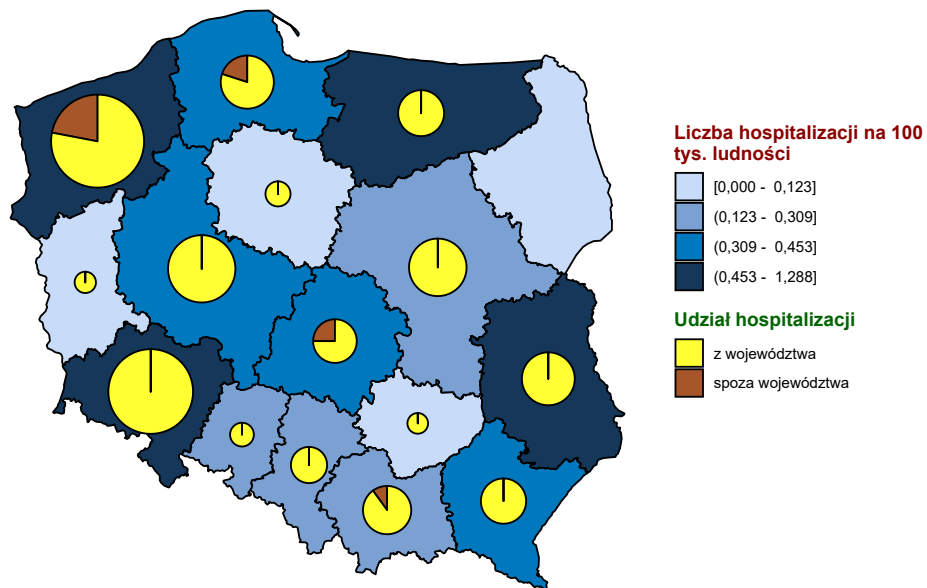 Liczba hospitalizacji na 100
tys. ludności
[0,000 - 0,123]
(0,123 - 0,309]
(0,309 - 0,453]
(0,453 - 1,288]
Udział hospitalizacji
z województwa
spoza województwa